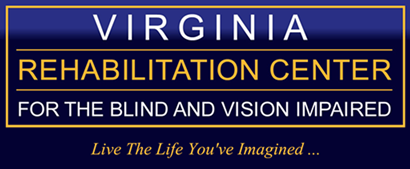 VIRGINIA
REHABILITATION CENTER
FOR THE BLIND AND VISION IMPAIRED
Live The Life You've Imagined ...